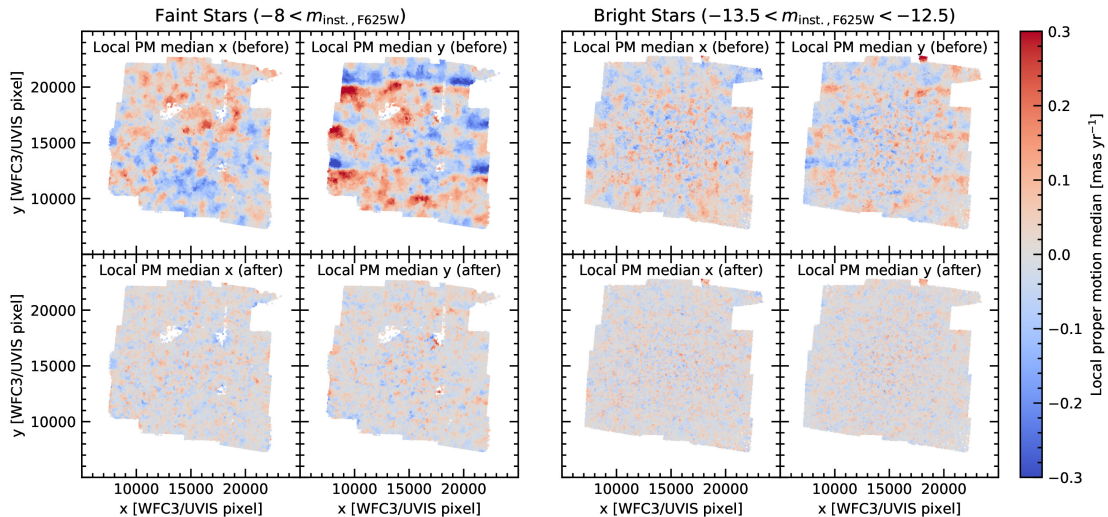 Faint Stars (−8 < m_inst., F625W)
Bright Stars (−13.5 < m_inst., F625W < −12.5)
Local PM median x (before)
Local PM median y (before)
Local PM median x (before)
Local PM median y (before)
y [WFC3/UVIS pixel]
20000
15000
10000
Local PM median x (after)
Local PM median y (after)
Local PM median x (after)
Local PM median y (after)
y [WFC3/UVIS pixel]
20000
15000
10000
10000 15000 20000
10000 15000 20000
10000 15000 20000
10000 15000 20000
x [WFC3/UVIS pixel]
x [WFC3/UVIS pixel]
x [WFC3/UVIS pixel]
x [WFC3/UVIS pixel]
0.3
0.2
0.1
0.0
−0.1
−0.2
−0.3
Local proper motion median [mas yr⁻¹]